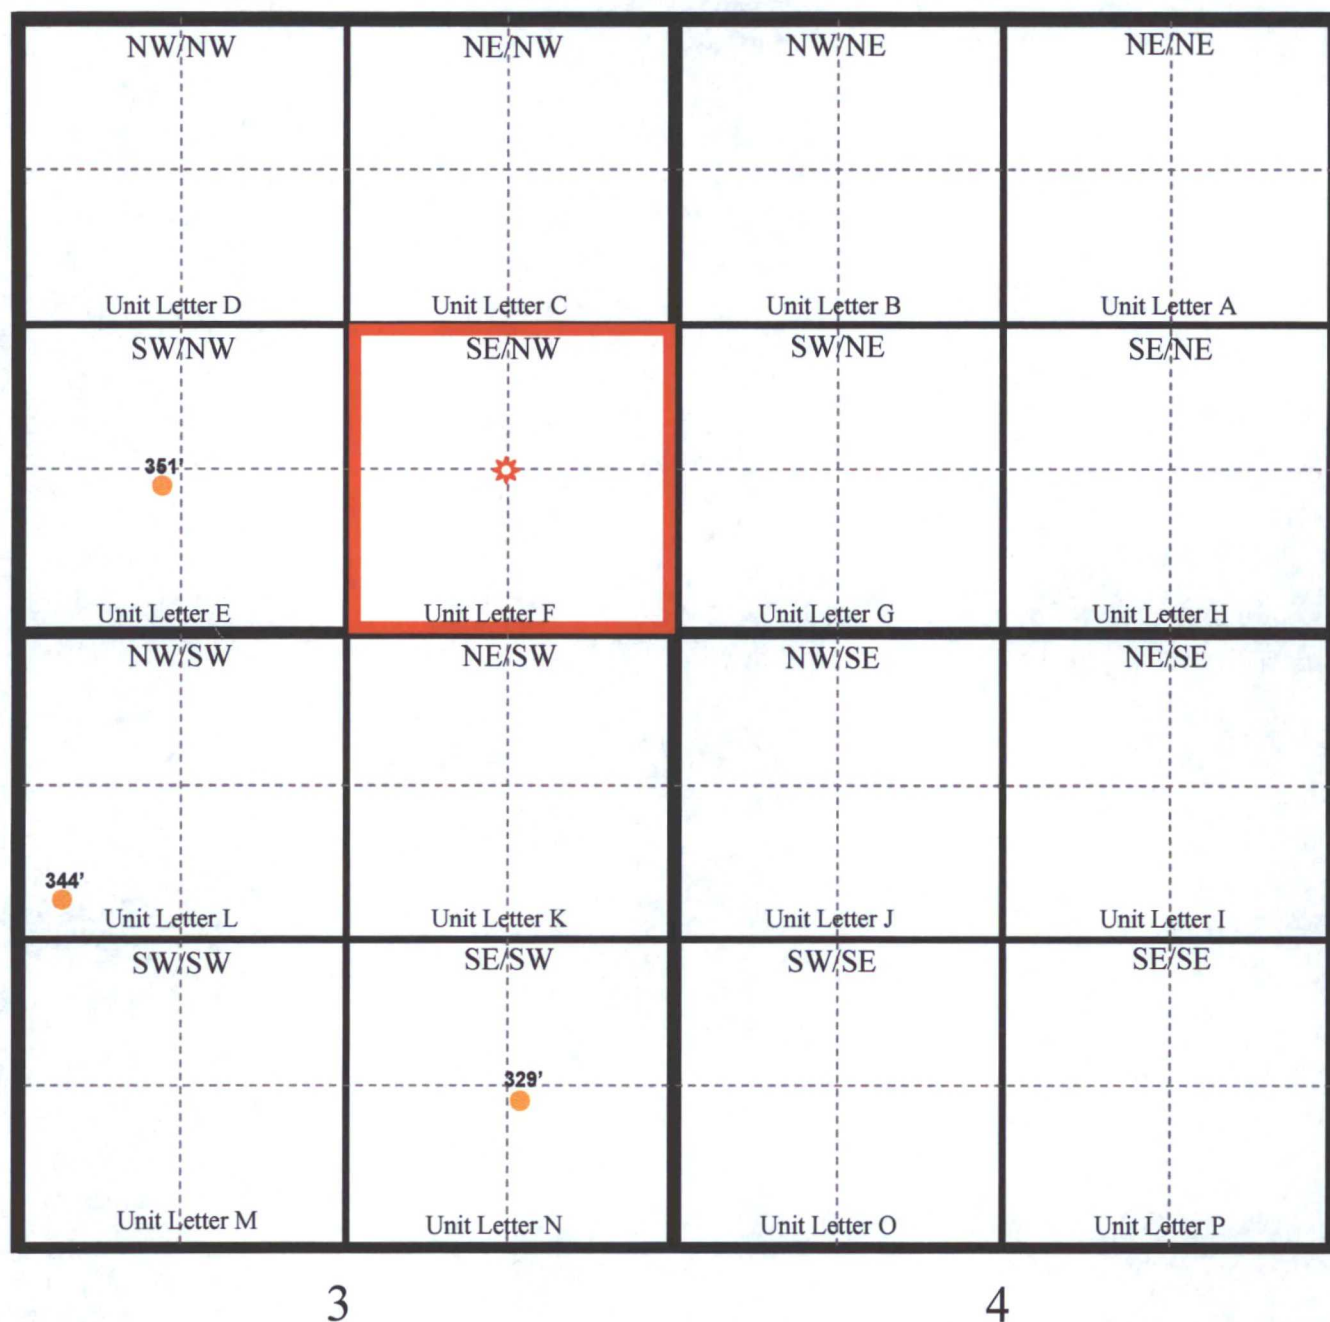 NW/NW
NE/NW
NW/NE
NE/NE
Unit Letter D
Unit Letter C
Unit Letter B
Unit Letter A
SW/NW
SE/NW
SW/NE
SE/NE
351'
Unit Letter E
Unit Letter F
Unit Letter G
Unit Letter H
NW/SW
NE/SW
NW/SE
NE/SE
344'
Unit Letter L
Unit Letter K
Unit Letter J
Unit Letter I
SW/SW
SE/SW
SW/SE
SE/SE
329'
Unit Letter M
Unit Letter N
Unit Letter O
Unit Letter P
3
4